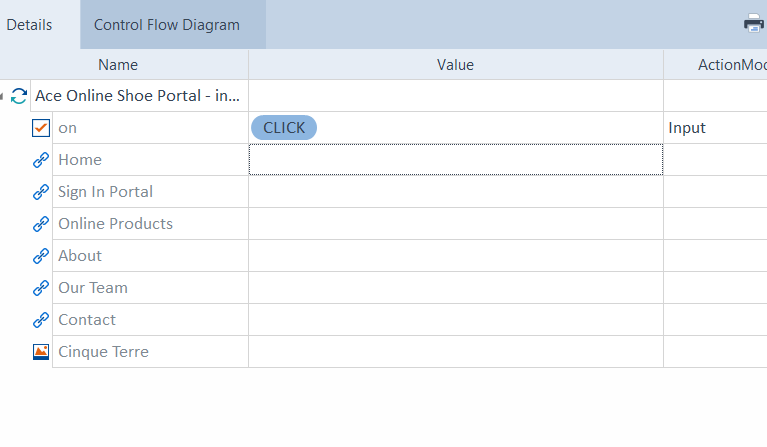 Details Control Flow Diagram
Name Value ActionMo
Ace Online Shoe Portal - in...
on CLICK Input
Home
Sign In Portal
Online Products
About
Our Team
Contact
Cinque Terre